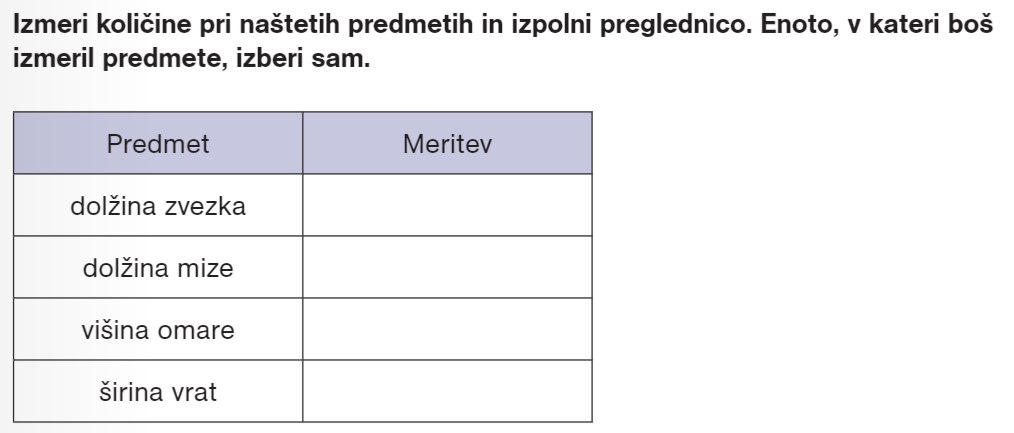 Izmeri količine pri naštetih predmetih in izpolni preglednico. Enoto, v kateri boš
izmeril predmete, izberi sam.
Predmet Meritev
dolžina zvezka
dolžina mize
višina omare
širina vrat